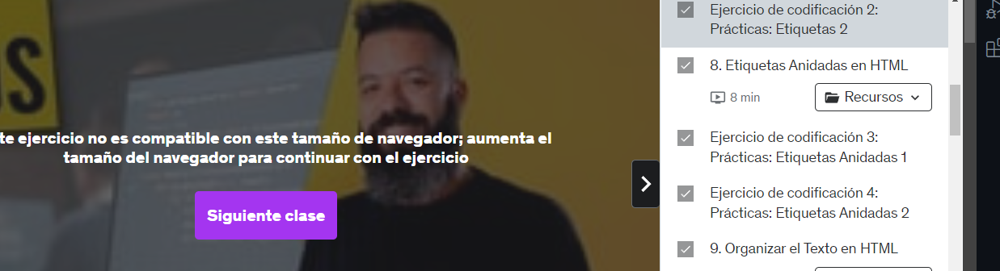 te ejercicio no es compatible con este tamaño de navegador; aumenta el
tamaño del navegador para continuar con el ejercicio
Siguiente clase
Ejercicio de codificación 2:
Prácticas: Etiquetas 2
8. Etiquetas Anidadas en HTML
8 min
Recursos
Ejercicio de codificación 3:
Prácticas: Etiquetas Anidadas 1
Ejercicio de codificación 4:
Prácticas: Etiquetas Anidadas 2
9. Organizar el Texto en HTML